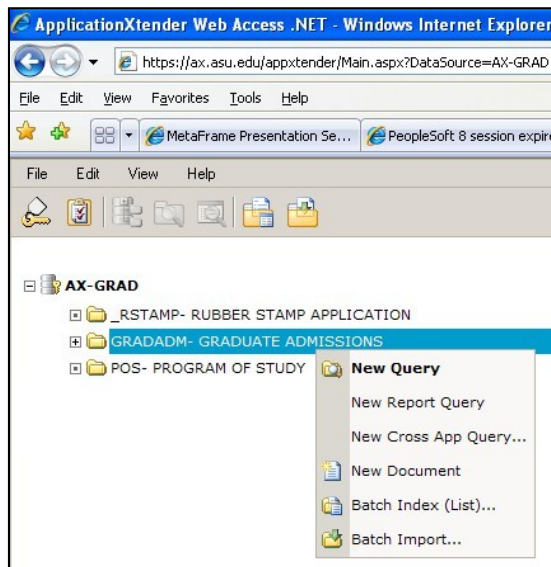 ApplicationXtender Web Access .NET - Windows Internet Explorer
https://ax.asu.edu/appxtender/Main.aspx?DataSource=AX-GRAD
File Edit View Favorites Tools Help
MetaFrame Presentation Se... PeopleSoft 8 session expire
File Edit View Help
AX-GRAD
_RSTAMP- RUBBER STAMP APPLICATION
GRADADM- GRADUATE ADMISSIONS
POS- PROGRAM OF STUDY
New Query
New Report Query
New Cross App Query...
New Document
Batch Index (List)...
Batch Import...